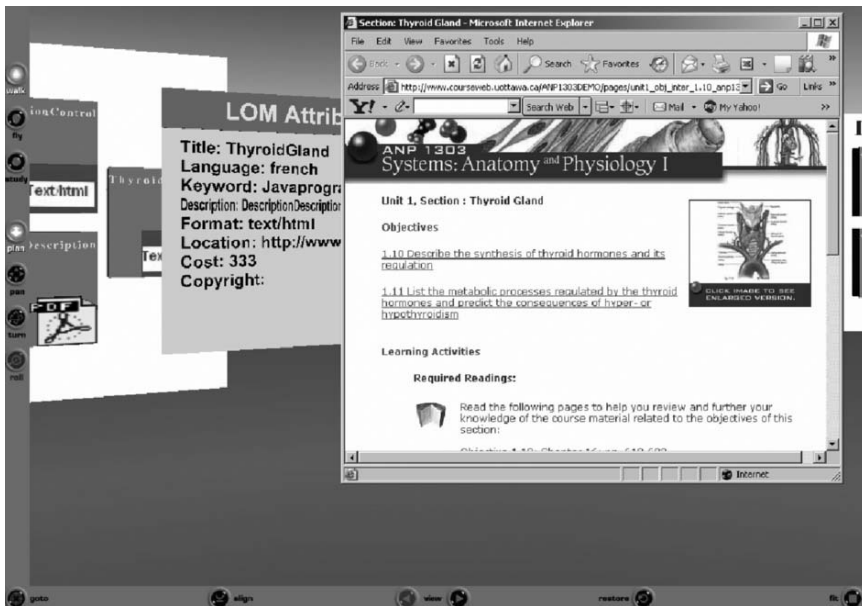 walk
fly
study
plan
pan
turn
roll
ionControl
Text/html
Description
PDF
Thyroid
Tex
LOM Attrib
Title: ThyroidGland
Language: french
Keyword: Javaprogra
Description: DescriptionDescription
Format: text/html
Location: http://www
Cost: 333
Copyright:
Section: Thyroid Gland - Microsoft Internet Explorer
File Edit View Favorites Tools Help
Back Search Favorites
Address http://www.courseweb.uottawa.ca/ANP1303DEMO/pages/unit1_obj_inter_1.10_anp13 Go Links »
Y! Search Web Mail My Yahoo! »
ANP 1303
Systems: Anatomy and Physiology I
Unit 1, Section : Thyroid Gland
Objectives
1.10 Describe the synthesis of thyroid hormones and its
regulation
1.11 List the metabolic processes regulated by the thyroid
hormones and predict the consequences of hyper- or
hypothyroidism
CLICK IMAGE TO SEE
ENLARGED VERSION.
Learning Activities
Required Readings:
Read the following pages to help you review and further your
knowledge of the course material related to the objectives of this
section:
Internet
goto align view restore fit